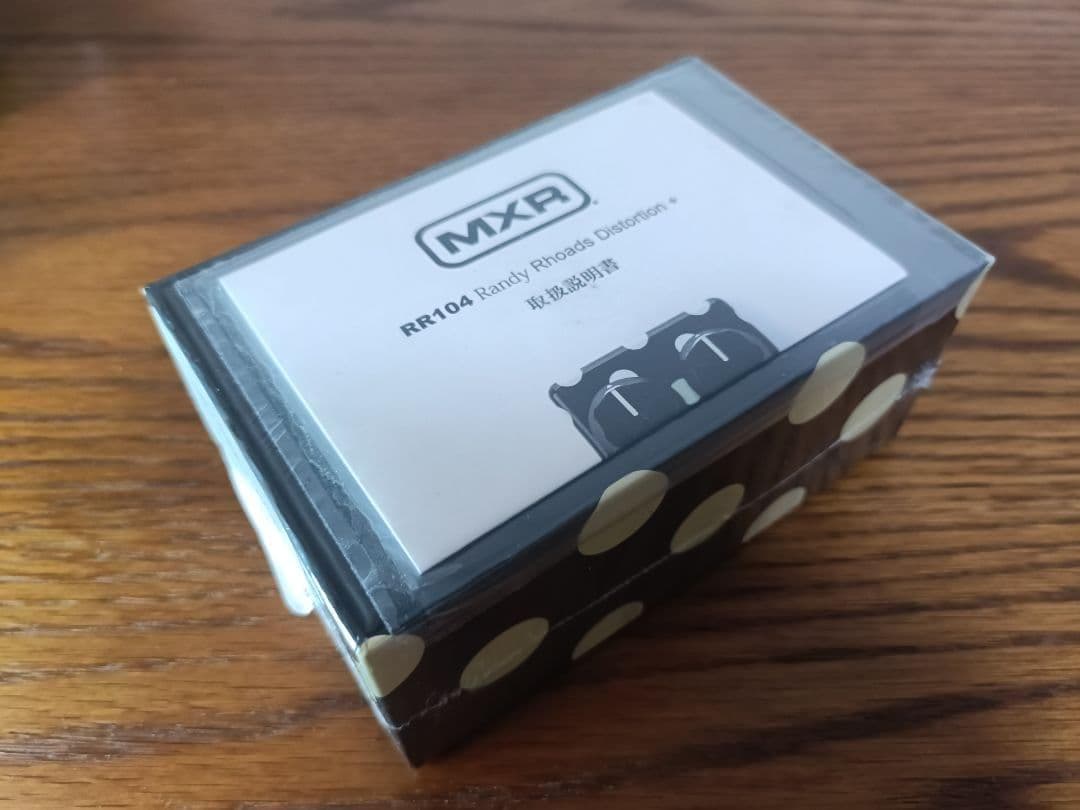 MXR
RR104 Randy Rhoads Distortion +
取扱説明書